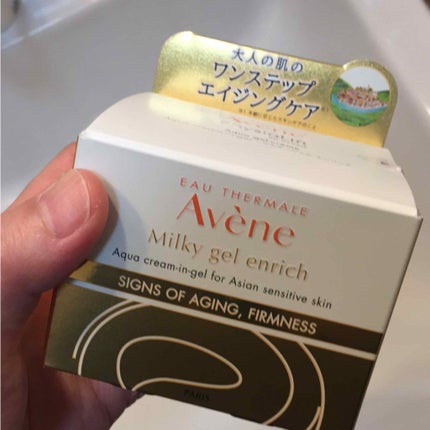 大人の肌の
ワンステップ
エイジングケア
EAU THERMALE
Avène
Milky gel enrich
Aqua cream-in-gel for Asian sensitive skin
SIGNS OF AGING, FIRMNESS
PARIS